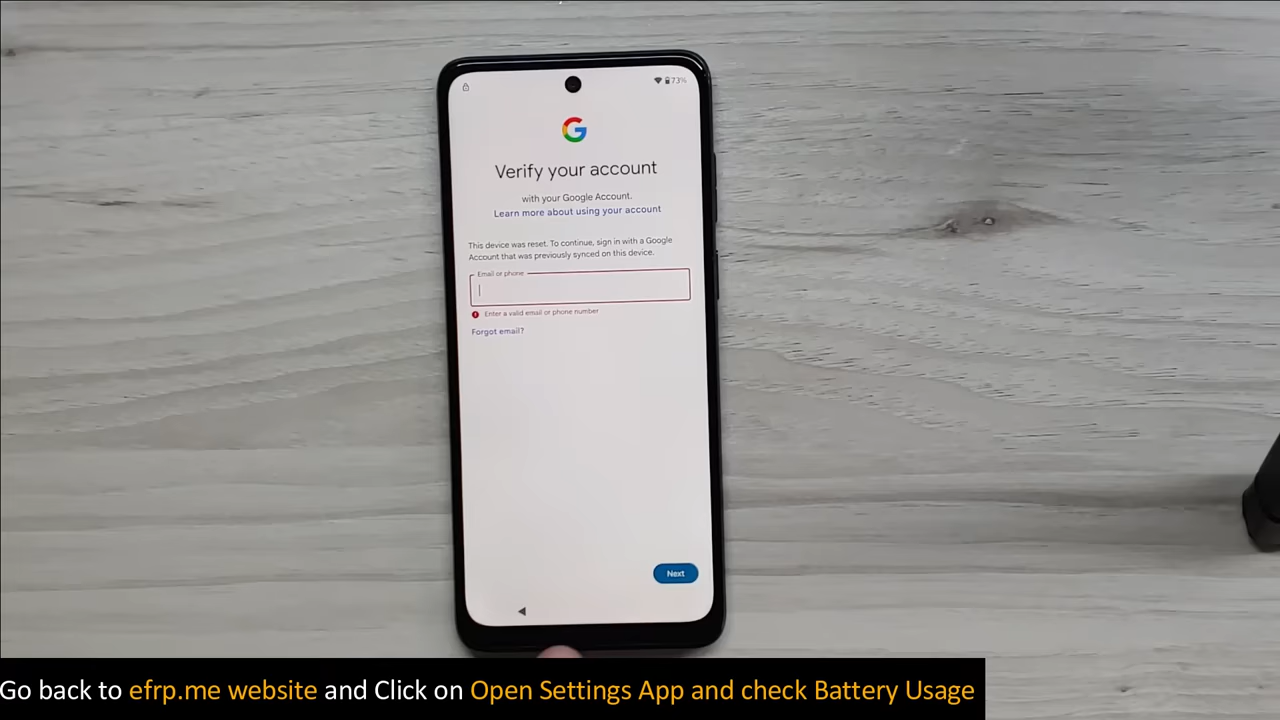 73%
G
Verify your account
with your Google Account.
Learn more about using your account
This device was reset. To continue, sign in with a Google
Account that was previously synced on this device.
Email or phone
Enter a valid email or phone number
Forgot email?
Next
Go back to efrp.me website and Click on Open Settings App and check Battery Usage